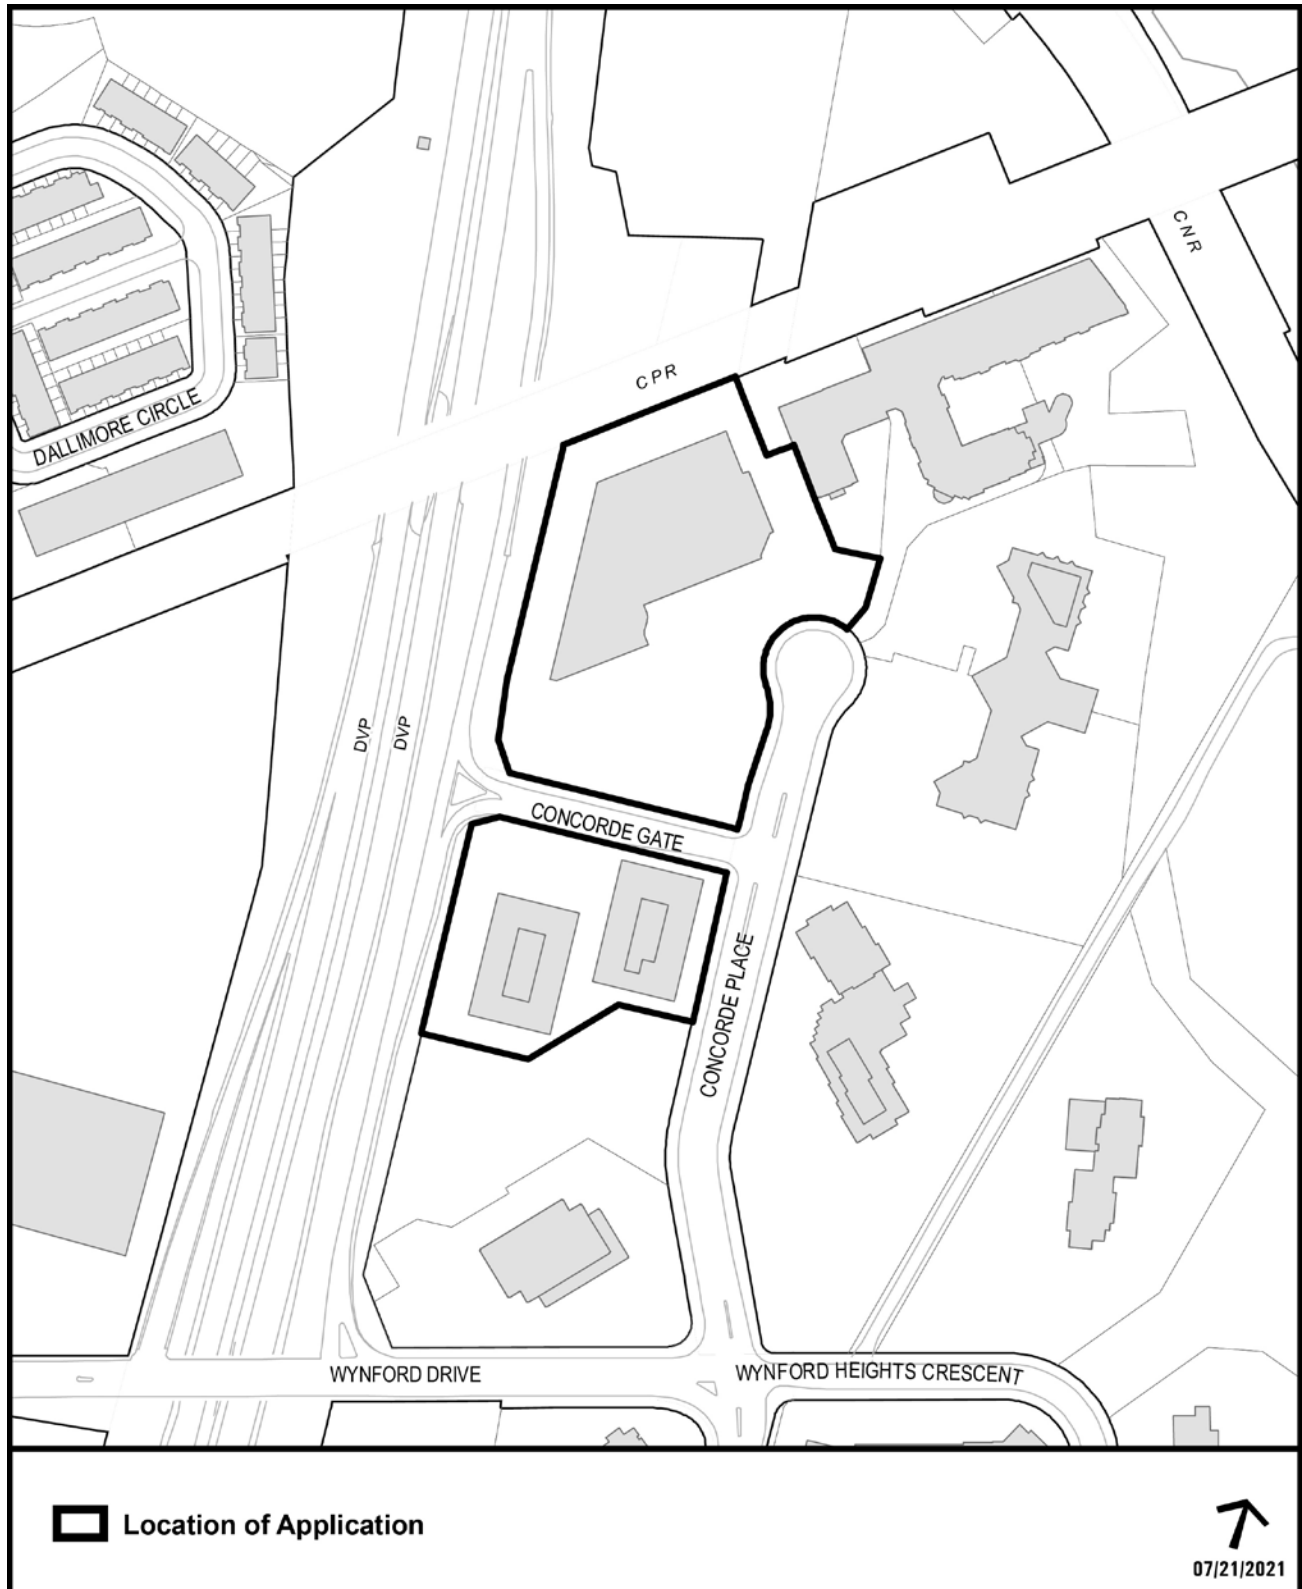 CNR
CPR
DALLIMORE CIRCLE
DVP
DVP
CONCORDE GATE
CONCORDE PLACE
WYNFORD DRIVE
WYNFORD HEIGHTS CRESCENT
Location of Application
07/21/2021